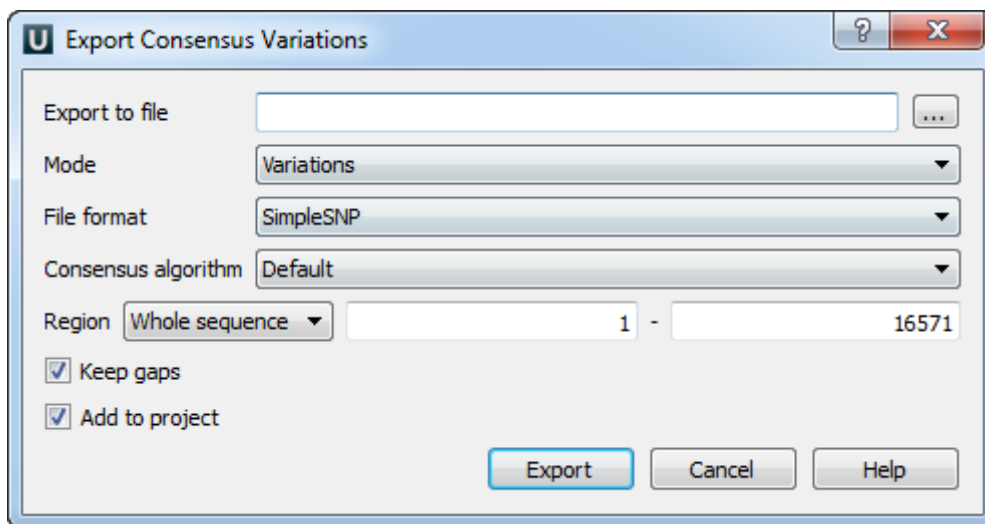 U Export Consensus Variations ? X
Export to file ...
Mode Variations
File format SimpleSNP
Consensus algorithm Default
Region Whole sequence 1 - 16571
Keep gaps
Add to project
Export Cancel Help